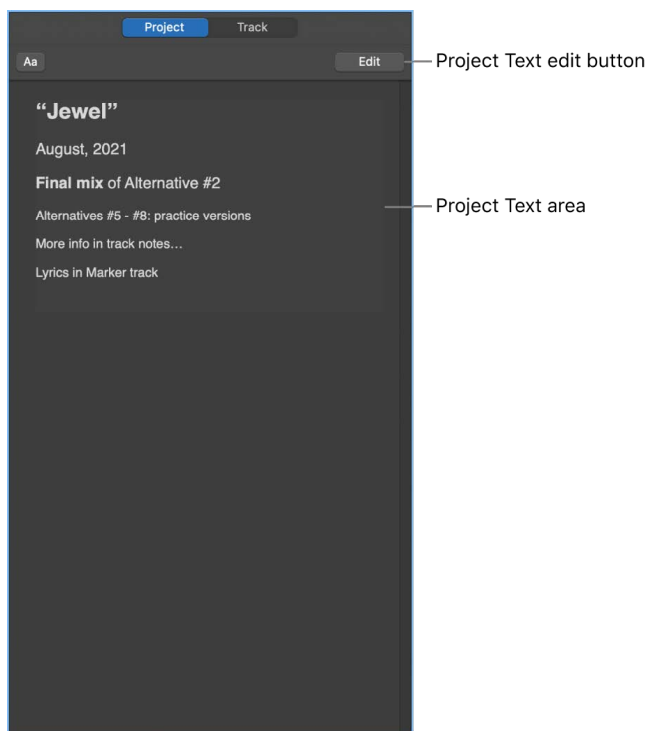 Project Track
Aa Edit
Project Text edit button
“Jewel”
August, 2021
Final mix of Alternative #2
Project Text area
Alternatives #5 - #8: practice versions
More info in track notes…
Lyrics in Marker track